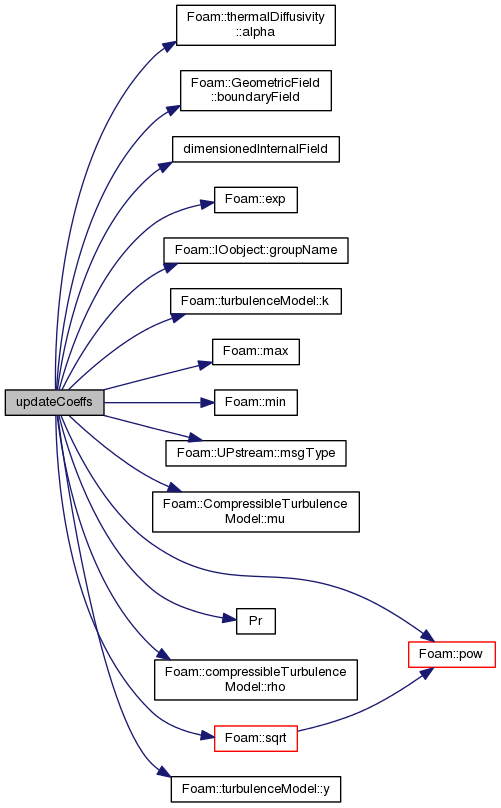 Foam::thermalDiffusivity
::alpha
Foam::GeometricField
::boundaryField
dimensionedInternalField
Foam::exp
Foam::IOobject::groupName
Foam::turbulenceModel::k
Foam::max
updateCoeffs
Foam::min
Foam::UPstream::msgType
Foam::CompressibleTurbulence
Model::mu
Pr
Foam::pow
Foam::compressibleTurbulence
Model::rho
Foam::sqrt
Foam::turbulenceModel::y